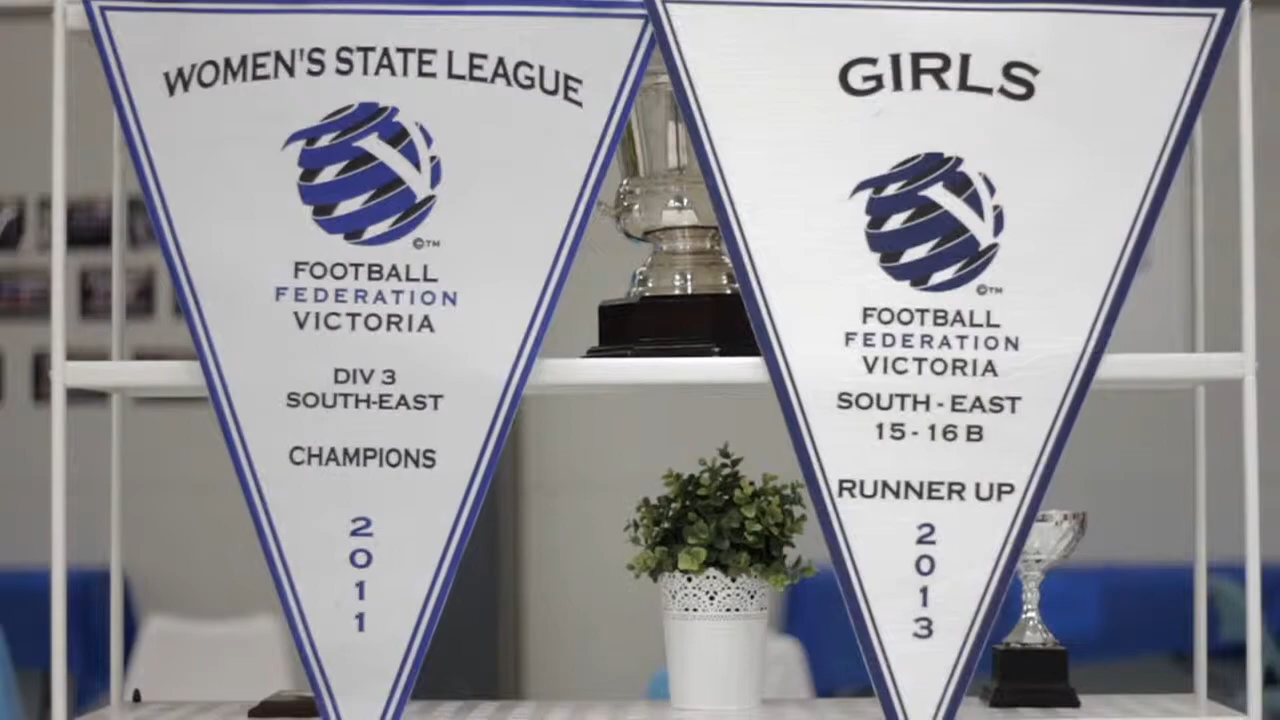 WOMEN'S STATE LEAGUE
©™
FOOTBALL
FEDERATION
VICTORIA
DIV 3
SOUTH-EAST
CHAMPIONS
2
0
1
1
GIRLS
©™
FOOTBALL
FEDERATION
VICTORIA
SOUTH - EAST
15 - 16 B
RUNNER UP
2
0
1
3